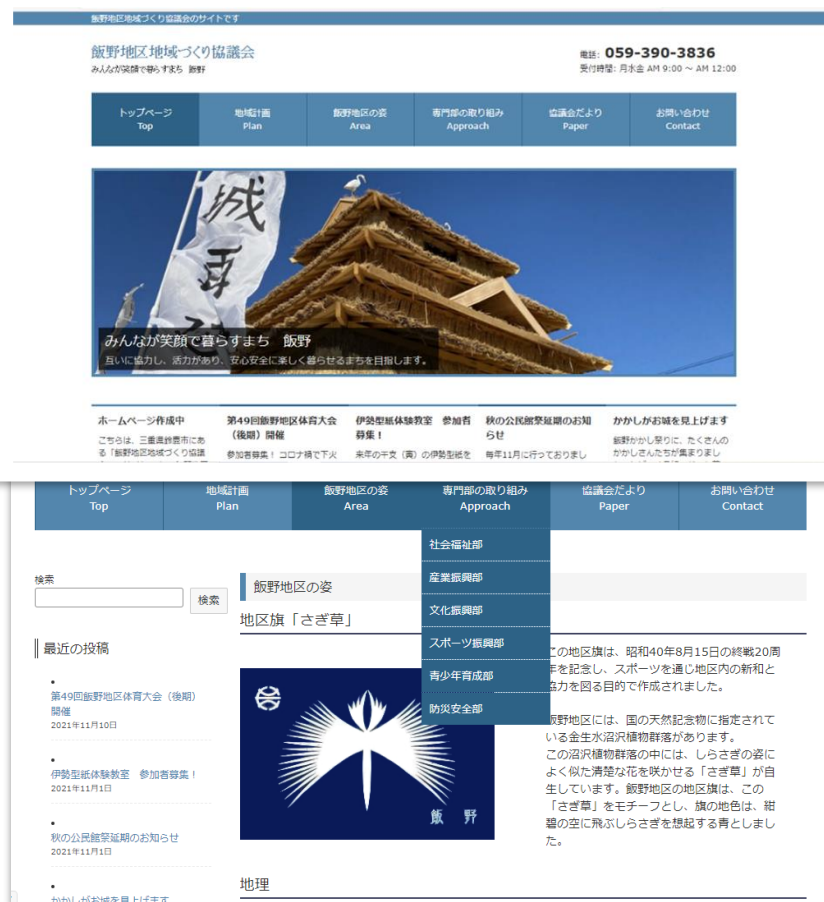 飯野地区地域づくり協議会のサイトです
飯野地区地域づくり協議会
みんなが笑顔で暮らすまち 飯野
電話: 059-390-3836
受付時間: 月水金 AM 9:00 ～ AM 12:00
トップページ 地域計画 飯野地区の姿 専門部の取り組み 協議会だより お問い合わせ
Top Plan Area Approach Paper Contact
みんなが笑顔で暮らすまち 飯野
互いに協力し、活力があり、安心安全に楽しく暮らせるまちを目指します。
ホームページ作成中
こちらは、三重県鈴鹿市にあ
る「飯野地区地域づくり協議
第49回飯野地区体育大会
（後期）開催
参加者募集！ コロナ禍で下火
伊勢型紙体験教室 参加者
募集！
来年の干支（寅）の伊勢型紙を
秋の公民館祭延期のお知
らせ
毎年11月に行っておりまし
かかしがお城を見上げます
飯野かかし祭りに、たくさんの
かかしさんたちが集まりまし
トップページ 地域計画 飯野地区の姿 専門部の取り組み 協議会だより お問い合わせ
Top Plan Area Approach Paper Contact
社会福祉部
産業振興部
文化振興部
スポーツ振興部
青少年育成部
防災安全部
検索
検索
最近の投稿
第49回飯野地区体育大会（後期）
開催
2021年11月10日
伊勢型紙体験教室 参加者募集！
2021年11月1日
秋の公民館祭延期のお知らせ
2021年11月1日
かかしがお城を見上げます
飯野地区の姿
地区旗「さぎ草」
飯 野
この地区旗は、昭和40年8月15日の終戦20周
年を記念し、スポーツを通じ地区内の新和と
協力を図る目的で作成されました。
飯野地区には、国の天然記念物に指定されて
いる金生水沼沢植物群落があります。
この沼沢植物群落の中には、しらさぎの姿に
よく似た清楚な花を咲かせる「さぎ草」が自
生しています。飯野地区の地区旗は、この
「さぎ草」をモチーフとし、旗の地色は、紺
碧の空に飛ぶしらさぎを想起する青としまし
た。
地理